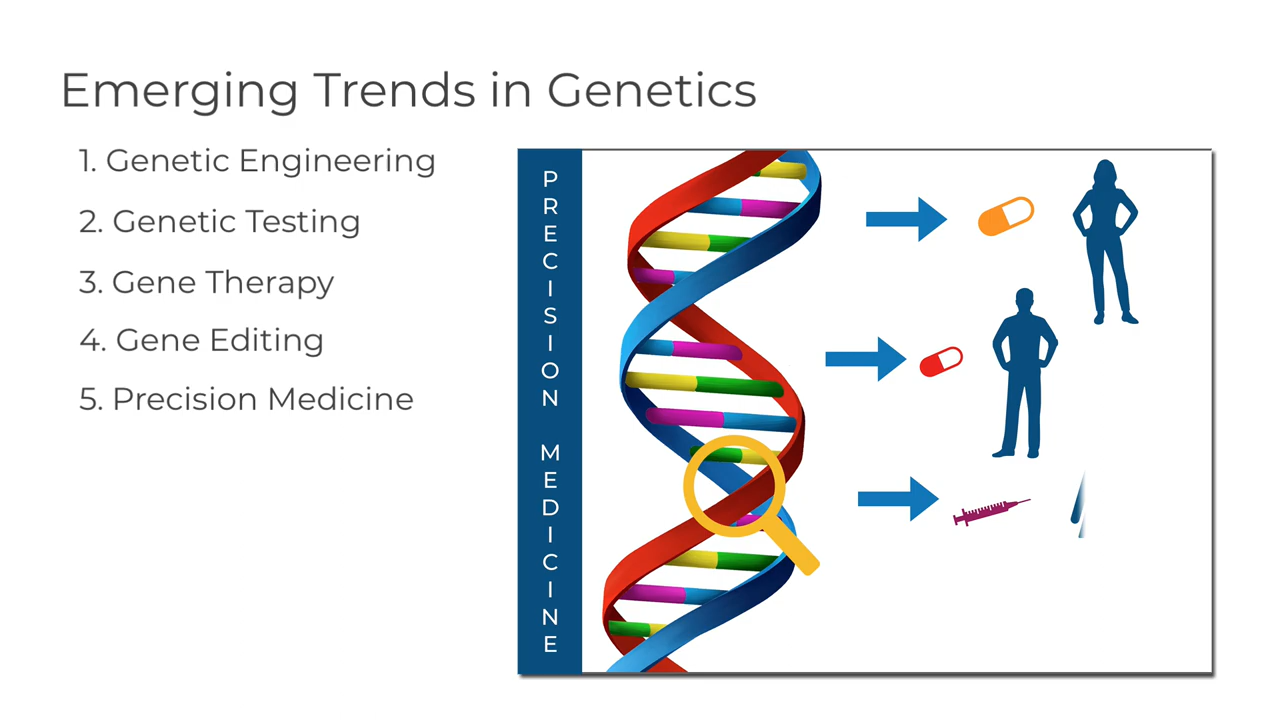 Emerging Trends in Genetics
1. Genetic Engineering
2. Genetic Testing
3. Gene Therapy
4. Gene Editing
5. Precision Medicine
PRECISION MEDICINE